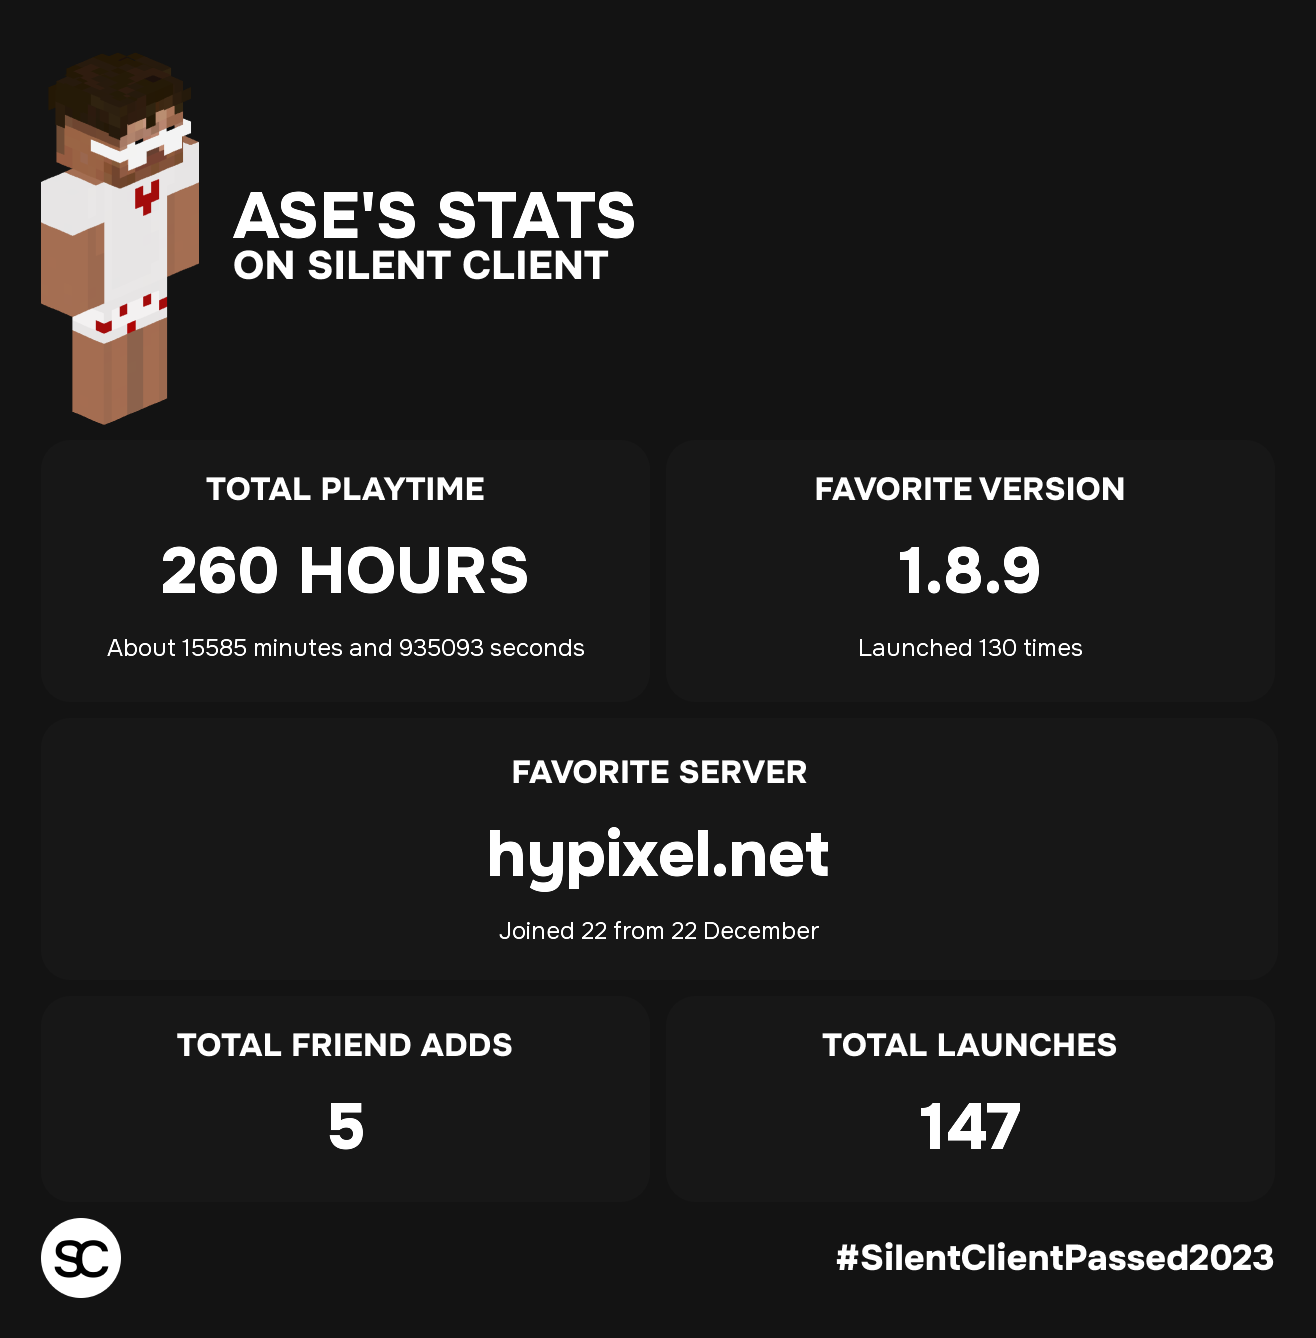 ASE'S STATS
ON SILENT CLIENT
TOTAL PLAYTIME
260 HOURS
About 15585 minutes and 935093 seconds
FAVORITE VERSION
1.8.9
Launched 130 times
FAVORITE SERVER
hypixel.net
Joined 22 from 22 December
TOTAL FRIEND ADDS
5
TOTAL LAUNCHES
147
SC
#SilentClientPassed2023